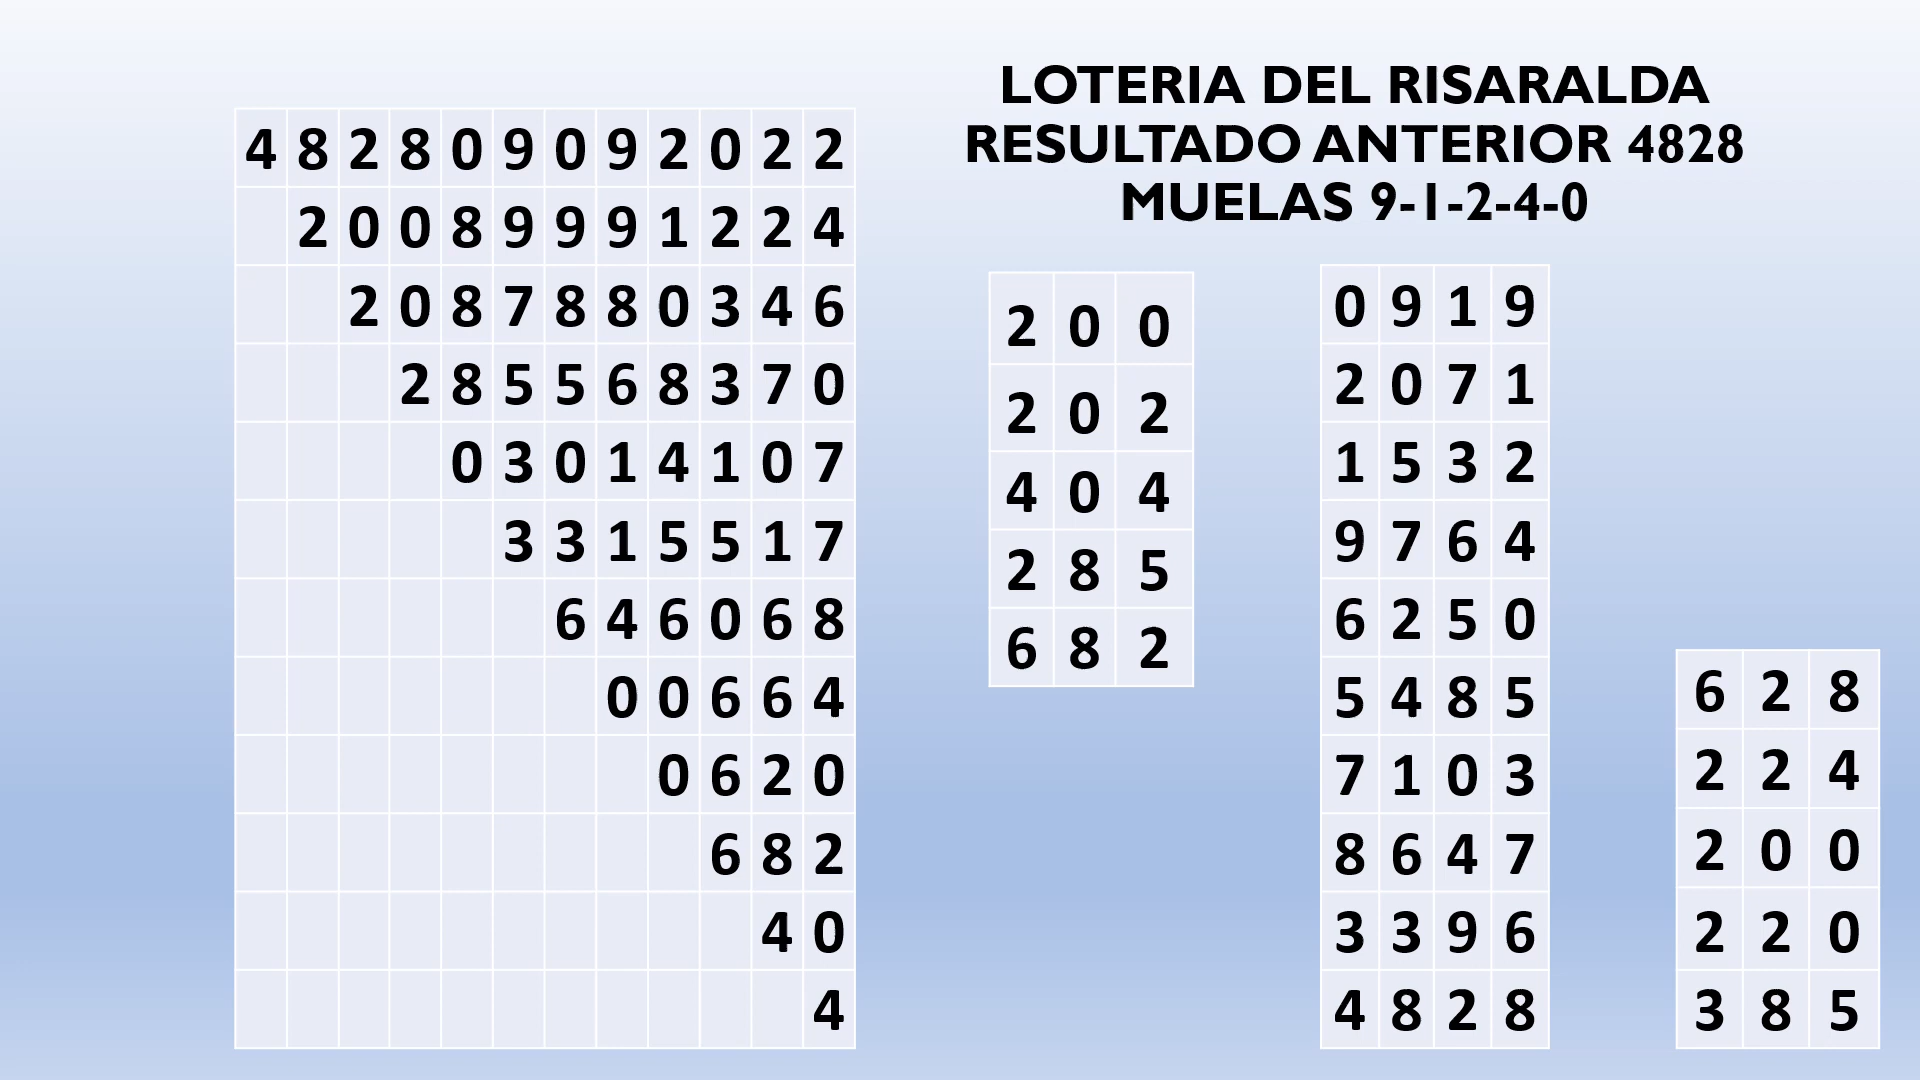 LOTERIA DEL RISARALDA
RESULTADO ANTERIOR 4828
MUELAS 9-1-2-4-0
4 8 2 8 0 9 0 9 2 0 2 2
2 0 0 8 9 9 9 1 2 2 4
2 0 8 7 8 8 0 3 4 6
2 8 5 5 6 8 3 7 0
0 3 0 1 4 1 0 7
3 3 1 5 5 1 7
6 4 6 0 6 8
0 0 6 6 4
0 6 2 0
6 8 2
4 0
4
2 0 0
2 0 2
4 0 4
2 8 5
6 8 2
0 9 1 9
2 0 7 1
1 5 3 2
9 7 6 4
6 2 5 0
5 4 8 5
7 1 0 3
8 6 4 7
3 3 9 6
4 8 2 8
6 2 8
2 2 4
2 0 0
2 2 0
3 8 5